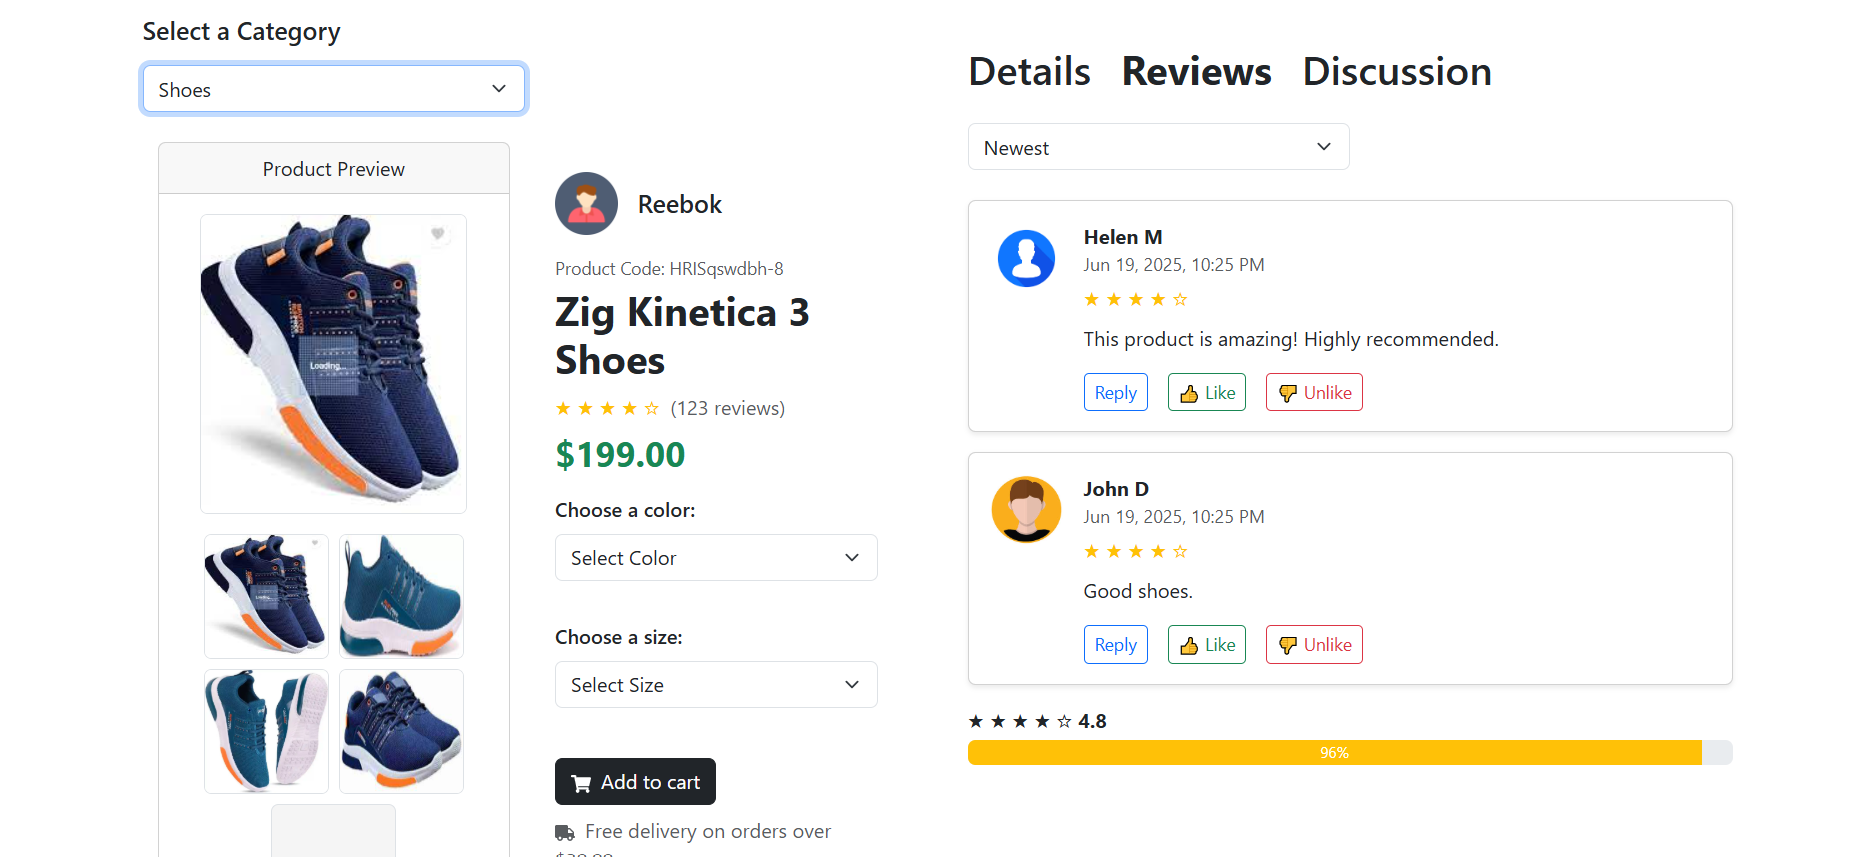 Select a Category
Shoes
Product Preview
Loading...
Loading...
Reebok
Product Code: HRISqswdbh-8
Zig Kinetica 3
Shoes
★ ★ ★ ★ ☆ (123 reviews)
$199.00
Choose a color:
Select Color
Choose a size:
Select Size
Add to cart
Free delivery on orders over
Details Reviews Discussion
Newest
Helen M
Jun 19, 2025, 10:25 PM
★ ★ ★ ★ ☆
This product is amazing! Highly recommended.
Reply 👍 Like 👎 Unlike
John D
Jun 19, 2025, 10:25 PM
★ ★ ★ ★ ☆
Good shoes.
Reply 👍 Like 👎 Unlike
★ ★ ★ ★ ☆ 4.8
96%